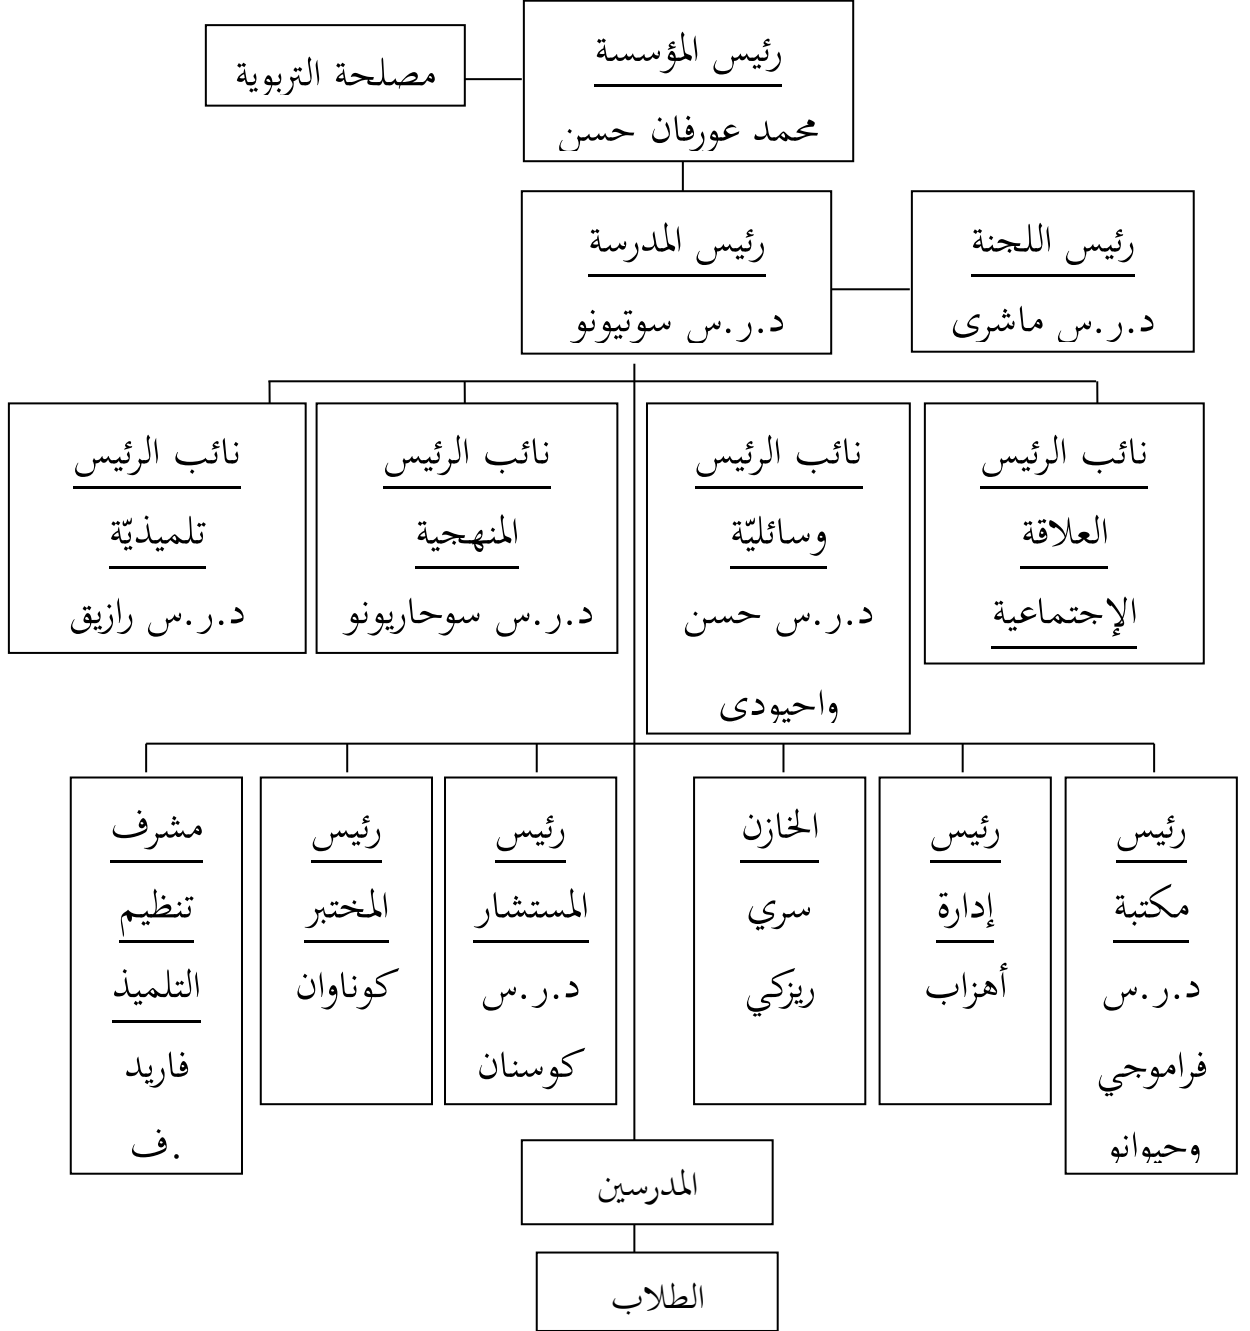 رئيس المؤسسة
محمد عورفان حسن
مصلحة التربوية
رئيس المدرسة
د.ر.س سوتيونو
رئيس اللجنة
د.ر.س ماشرى
نائب الرئيس
العلاقة
الإجتماعية
نائب الرئيس
وسائليّة
د.ر.س حسن
واحيودى
نائب الرئيس
المنهجية
د.ر.س سوحاريونو
نائب الرئيس
تلميذيّة
د.ر.س رازيق
رئيس
مكتبة
د.ر.س
فراموجي
وحيوانو
رئيس
إدارة
أهزاب
الخازن
سري
ريزكي
رئيس
المستشار
د.ر.س
كوسنان
رئيس
المختبر
كوناوان
مشرف
تنظيم
التلميذ
فاريد
ف.
المدرسين
الطلاب